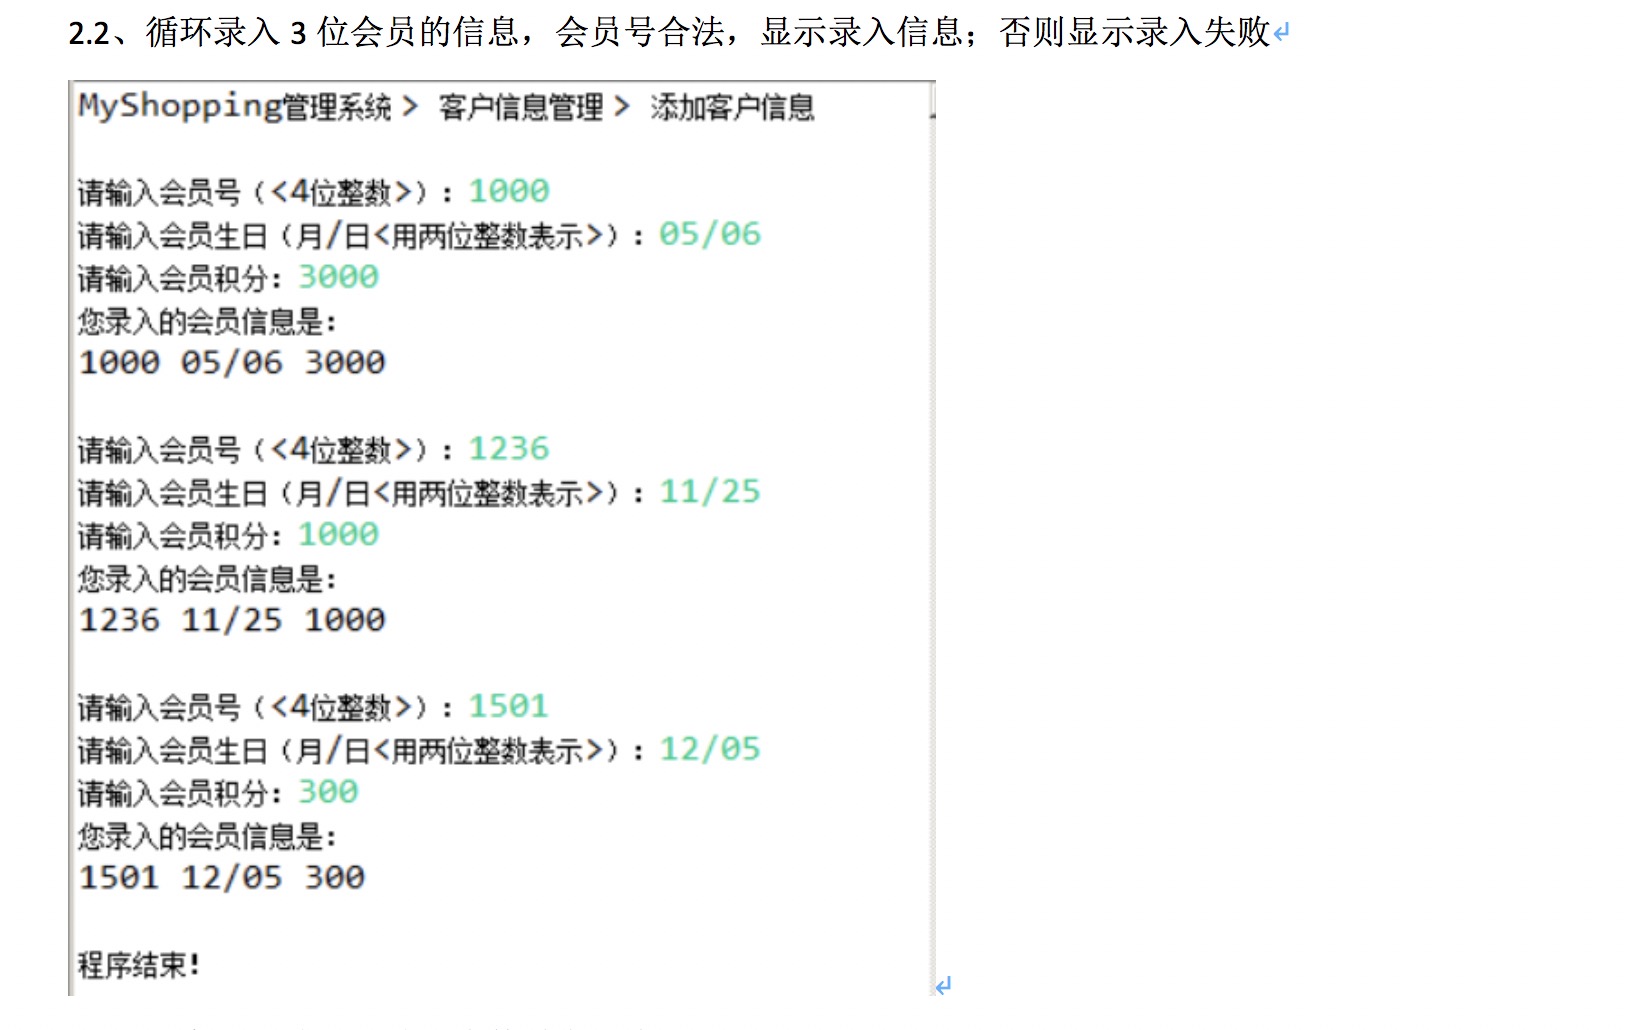 2.2、循环录入 3 位会员的信息，会员号合法，显示录入信息；否则显示录入失败
MyShopping管理系统 > 客户信息管理 > 添加客户信息
请输入会员号（<4位整数>）: 1000
请输入会员生日（月/日<用两位整数表示>）: 05/06
请输入会员积分: 3000
您录入的会员信息是:
1000 05/06 3000
请输入会员号（<4位整数>）: 1236
请输入会员生日（月/日<用两位整数表示>）: 11/25
请输入会员积分: 1000
您录入的会员信息是:
1236 11/25 1000
请输入会员号（<4位整数>）: 1501
请输入会员生日（月/日<用两位整数表示>）: 12/05
请输入会员积分: 300
您录入的会员信息是:
1501 12/05 300
程序结束!